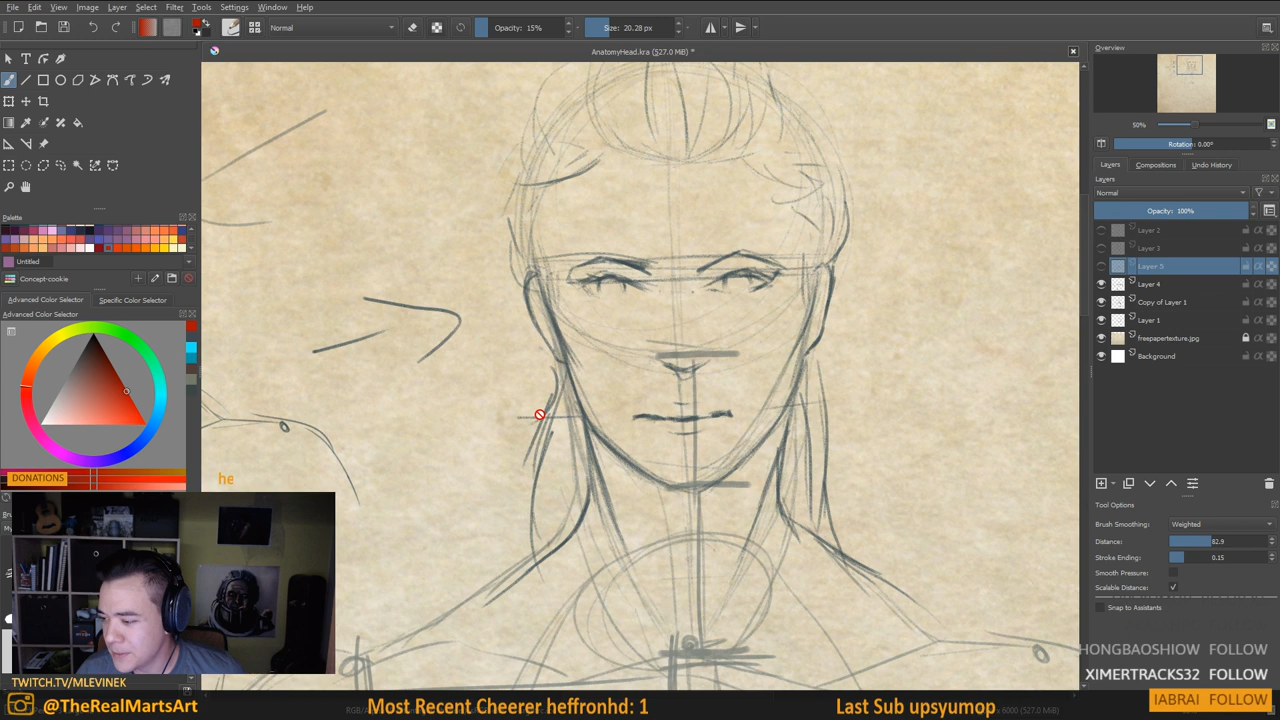 File Edit View Image Layer Select Filter Tools Settings Window Help
Normal
Opacity: 15%
Size: 20.28 px
AnatomyHead.kra (527.0 MiB) *
Overview
50%
Rotation: 0.00°
Layers Compositions Undo History
Layers
Normal
Opacity: 100%
Layer 2
Layer 3
Layer 5
Layer 4
Copy of Layer 1
Layer 1
freepapertexture.jpg
Background
Palette
Untitled
Concept-cookie
Advanced Color Selector Specific Color Selector
Advanced Color Selector
DONATIONS
he
Tool Options
Brush Smoothing: Weighted
Distance: 82.9
Stroke Ending: 0.15
Smooth Pressure:
Scalable Distance:
Snap to Assistants
HONGBAOSHIOW FOLLOW
XIMERTRACKS32 FOLLOW
IABRAI FOLLOW
TWITCH.TV/MLEVINEK
@TheRealMartsArt
Most Recent Cheerer heffronhd: 1
Last Sub upsyumop